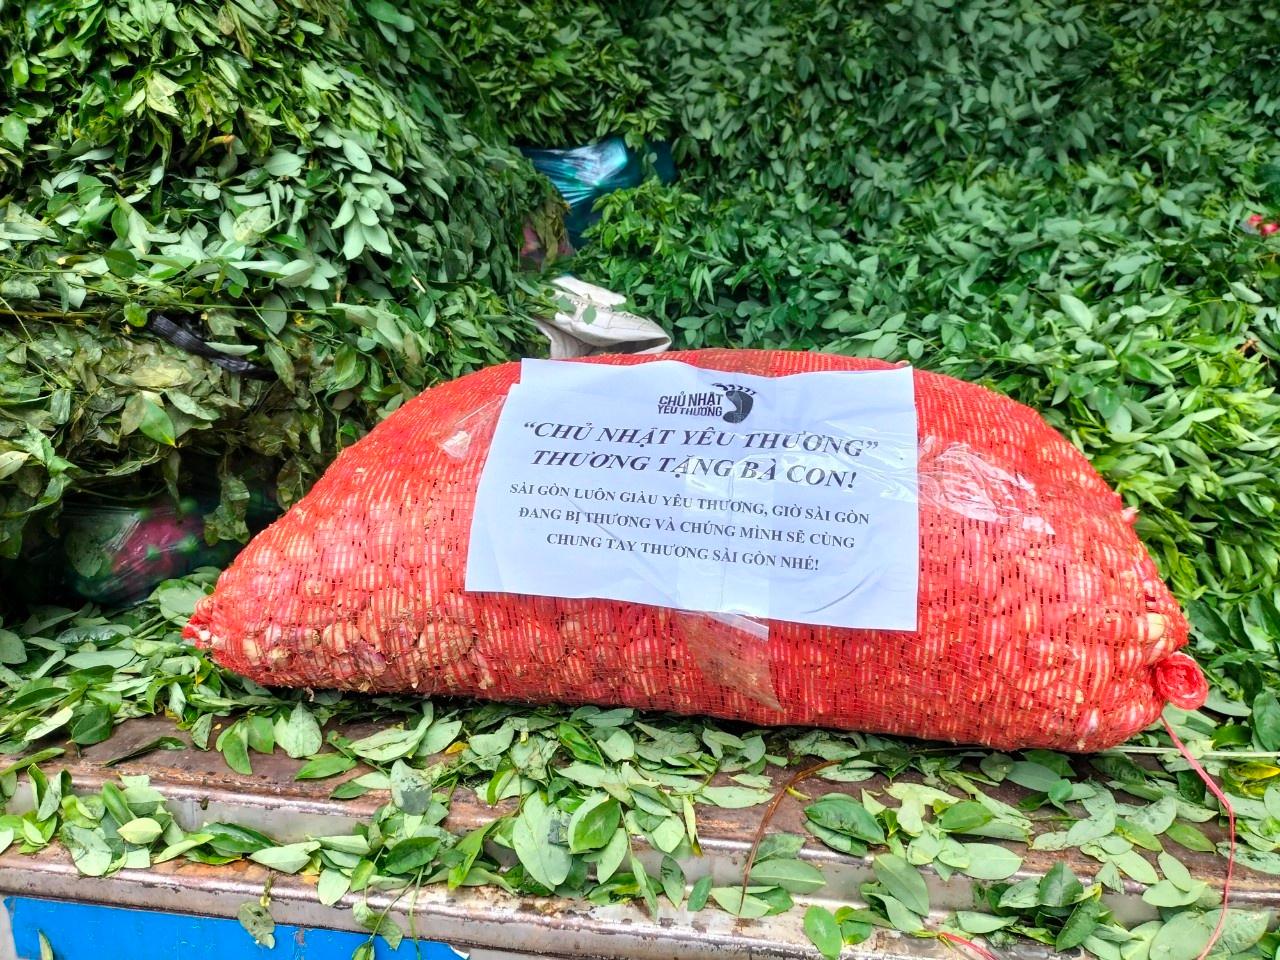 CHỦ NHẬT
YÊU THƯƠNG
“CHỦ NHẬT YÊU THƯƠNG”
THƯƠNG TẶNG BÀ CON!
SÀI GÒN LUÔN GIÀU YÊU THƯƠNG, GIỜ SÀI GÒN
ĐANG BỊ THƯƠNG VÀ CHÚNG MÌNH SẼ CÙNG
CHUNG TAY THƯƠNG SÀI GÒN NHÉ!